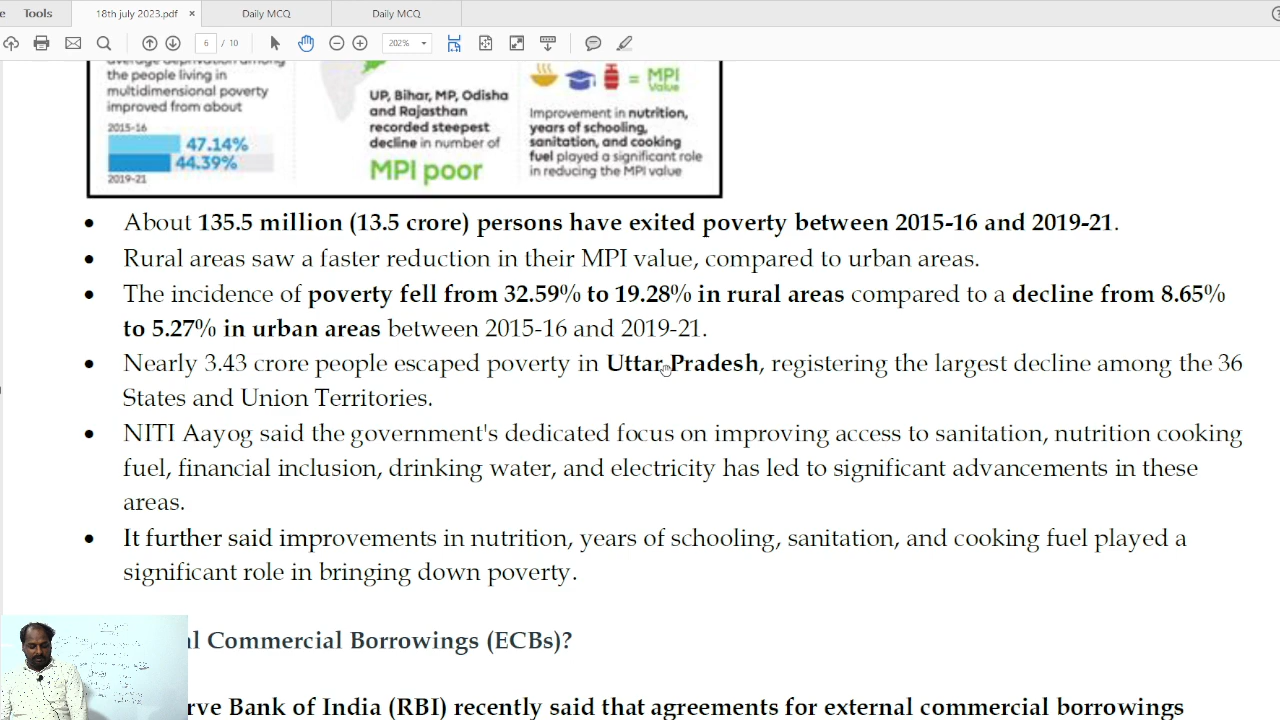 e Tools 18th july 2023.pdf × Daily MCQ Daily MCQ
6 / 10 202%
average deprivation among
the people living in
multidimensional poverty
improved from about
2015-16
47.14%
44.39%
2019-21
UP, Bihar, MP, Odisha
and Rajasthan
recorded steepest
decline in number of
MPI poor
= MPI
Value
Improvement in nutrition,
years of schooling,
sanitation, and cooking
fuel played a significant role
in reducing the MPI value
• About 135.5 million (13.5 crore) persons have exited poverty between 2015-16 and 2019-21.
• Rural areas saw a faster reduction in their MPI value, compared to urban areas.
• The incidence of poverty fell from 32.59% to 19.28% in rural areas compared to a decline from 8.65%
to 5.27% in urban areas between 2015-16 and 2019-21.
• Nearly 3.43 crore people escaped poverty in Uttar Pradesh, registering the largest decline among the 36
States and Union Territories.
• NITI Aayog said the government's dedicated focus on improving access to sanitation, nutrition cooking
fuel, financial inclusion, drinking water, and electricity has led to significant advancements in these
areas.
• It further said improvements in nutrition, years of schooling, sanitation, and cooking fuel played a
significant role in bringing down poverty.
al Commercial Borrowings (ECBs)?
rve Bank of India (RBI) recently said that agreements for external commercial borrowings